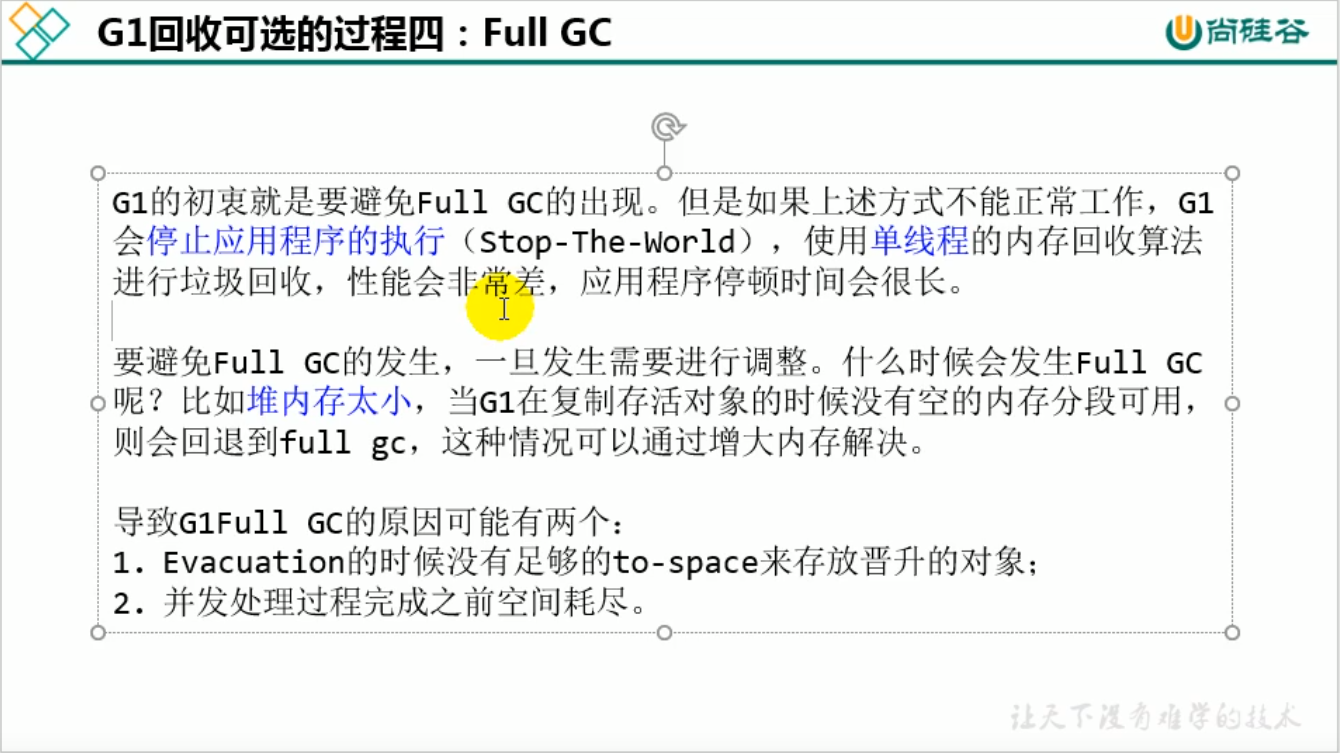 G1回收可选的过程四：Full GC
尚硅谷
G1的初衷就是要避免Full GC的出现。但是如果上述方式不能正常工作，G1
会停止应用程序的执行（Stop-The-World），使用单线程的内存回收算法
进行垃圾回收，性能会非常差，应用程序停顿时间会很长。
要避免Full GC的发生，一旦发生需要进行调整。什么时候会发生Full GC
呢？比如堆内存太小，当G1在复制存活对象的时候没有空的内存分段可用，
则会回退到full gc，这种情况可以通过增大内存解决。
导致G1Full GC的原因可能有两个：
1. Evacuation的时候没有足够的to-space来存放晋升的对象；
2. 并发处理过程完成之前空间耗尽。
让天下没有难学的技术